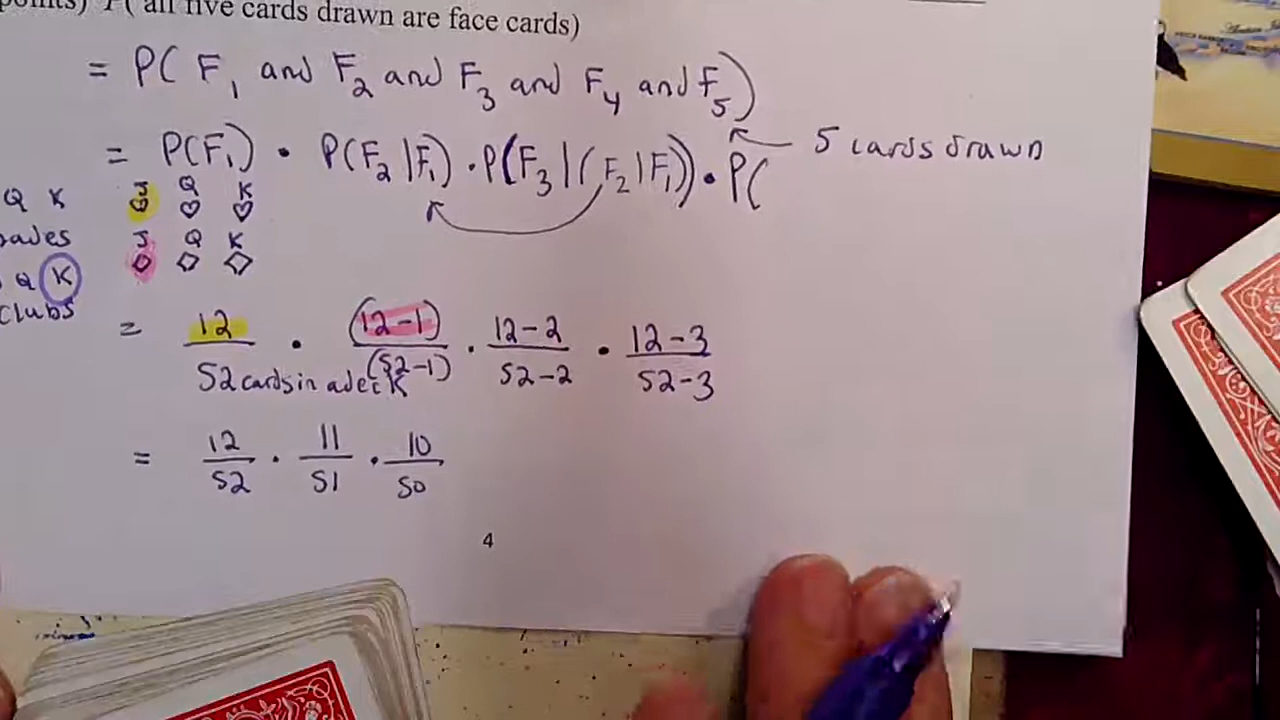 P( all five cards drawn are face cards)
= P( F₁ and F₂ and F₃ and F₄ and F₅)
5 cards drawn
= P(F₁) · P(F₂|F₁) · P(F₃|(F₂|F₁)) · P(
Q K J Q K
♡ ♡ ♡
J Q K
Q K ◇ ◇ ◇
Clubs
= 12 / 52 cards in a deck · (12-1) / (52-1) · 12-2 / 52-2 · 12-3 / 52-3
= 12/52 · 11/51 · 10/50
4